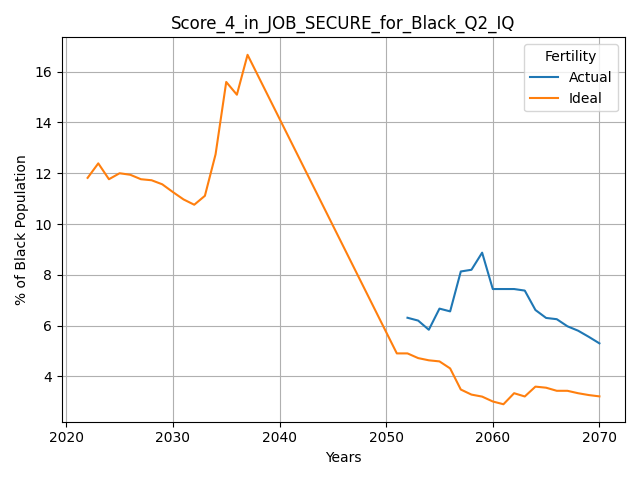 Score_4_in_JOB_SECURE_for_Black_Q2_IQ
Fertility
Actual
Ideal
% of Black Population
16
14
12
10
8
6
4
2020
2030
2040
2050
2060
2070
Years